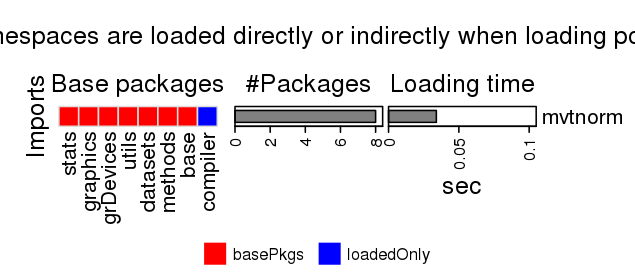 nespaces are loaded directly or indirectly when loading po
Base packages #Packages Loading time
Imports
mvtnorm
stats graphics grDevices utils datasets methods base compiler
0 2 4 6 8
0 0.05 0.1
sec
basePkgs loadedOnly